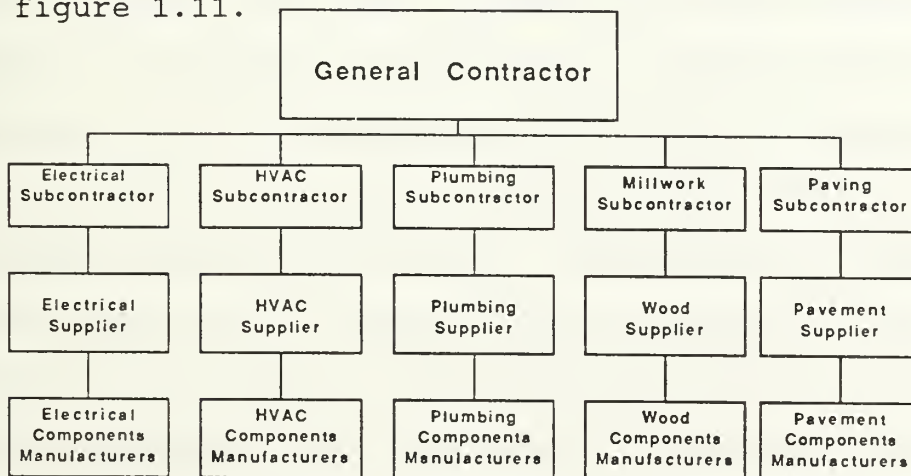 figure 1.11.
General Contractor
Electrical
Subcontractor
HVAC
Subcontractor
Plumbing
Subcontractor
Millwork
Subcontractor
Paving
Subcontractor
Electrical
Supplier
HVAC
Supplier
Plumbing
Supplier
Wood
Supplier
Pavement
Supplier
Electrical
Components
Manufacturers
HVAC
Components
Manufacturers
Plumbing
Components
Manufacturers
Wood
Components
Manufacturers
Pavement
Components
Manufacturers